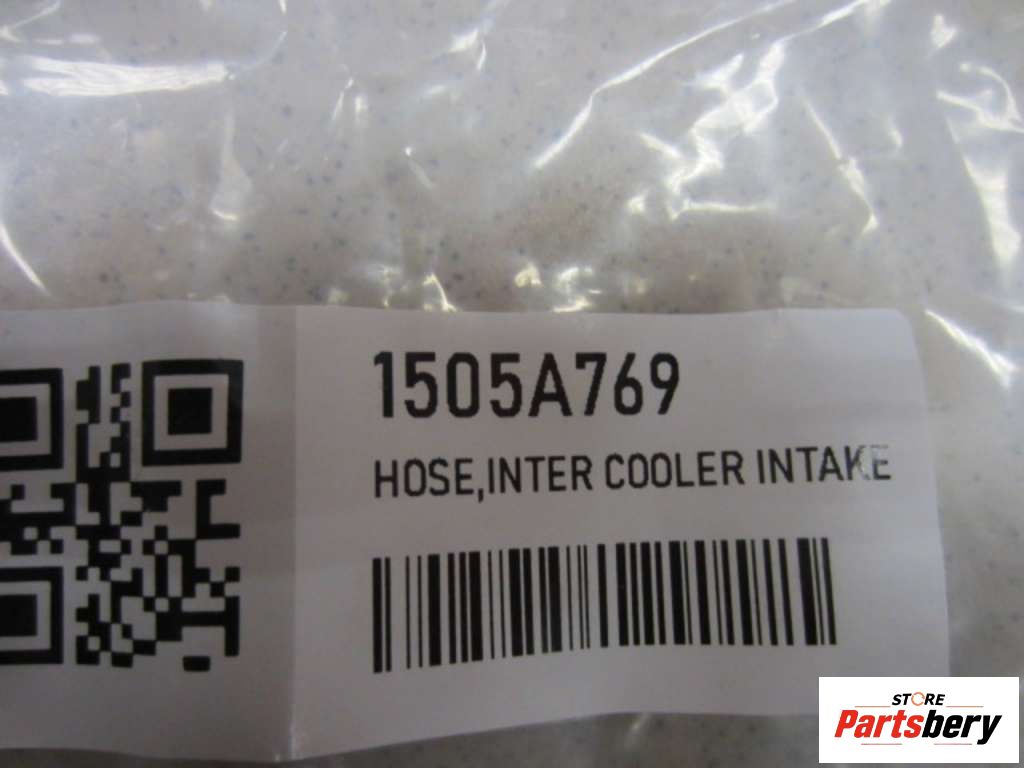 1505A769
HOSE,INTER COOLER INTAKE
STORE
Partsbery